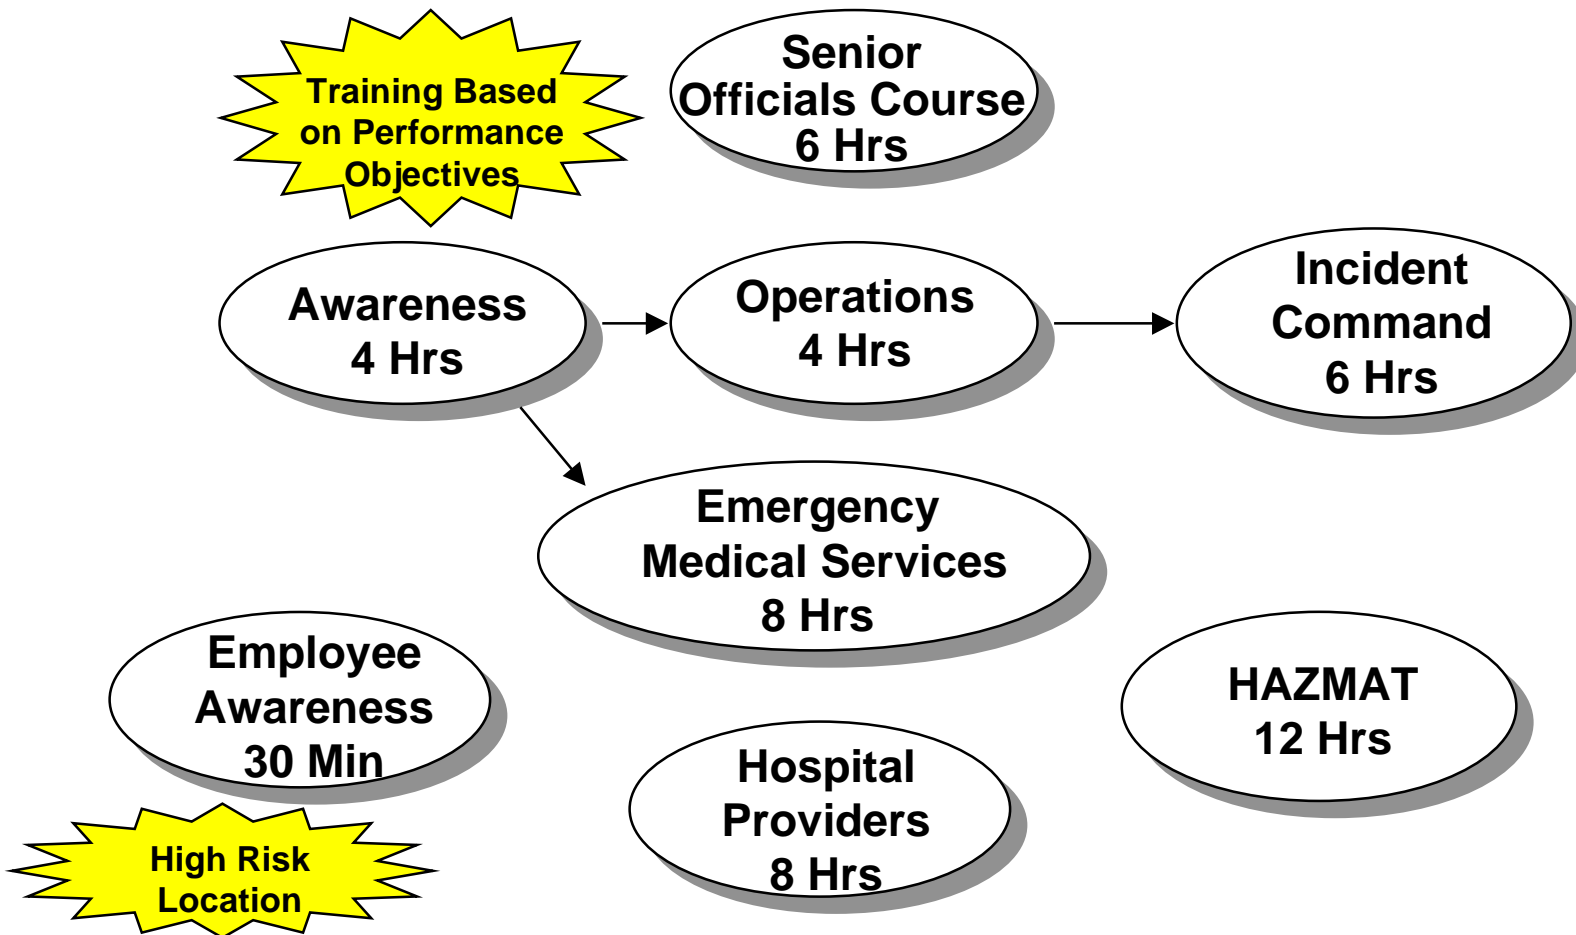 Training Based
on Performance
Objectives
Senior
Officials Course
6 Hrs
Awareness
4 Hrs
Operations
4 Hrs
Incident
Command
6 Hrs
Emergency
Medical Services
8 Hrs
Employee
Awareness
30 Min
HAZMAT
12 Hrs
Hospital
Providers
8 Hrs
High Risk
Location